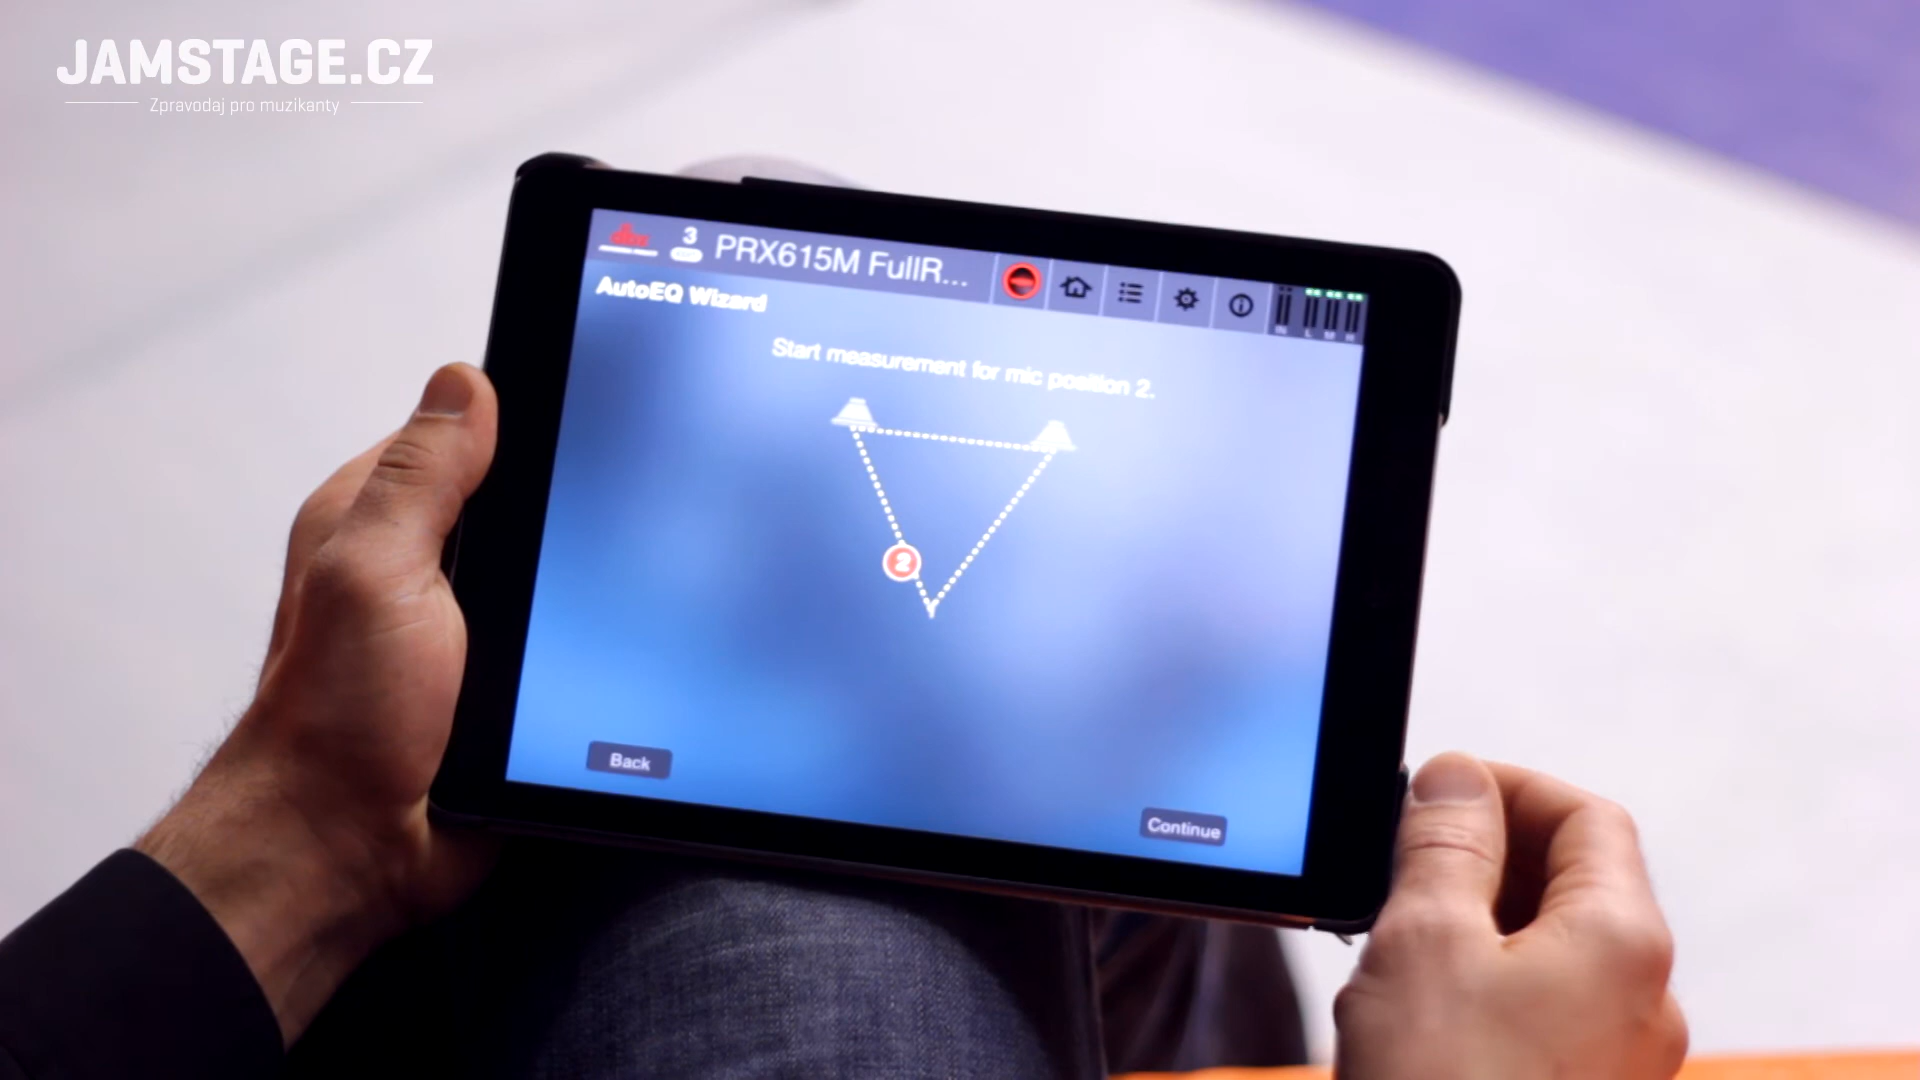 JAMSTAGE.CZ
Zpravodaj pro muzikanty
dbx
3
PRX615M FullR...
AutoEQ Wizard
Start measurement for mic position 2.
2
Back
Continue